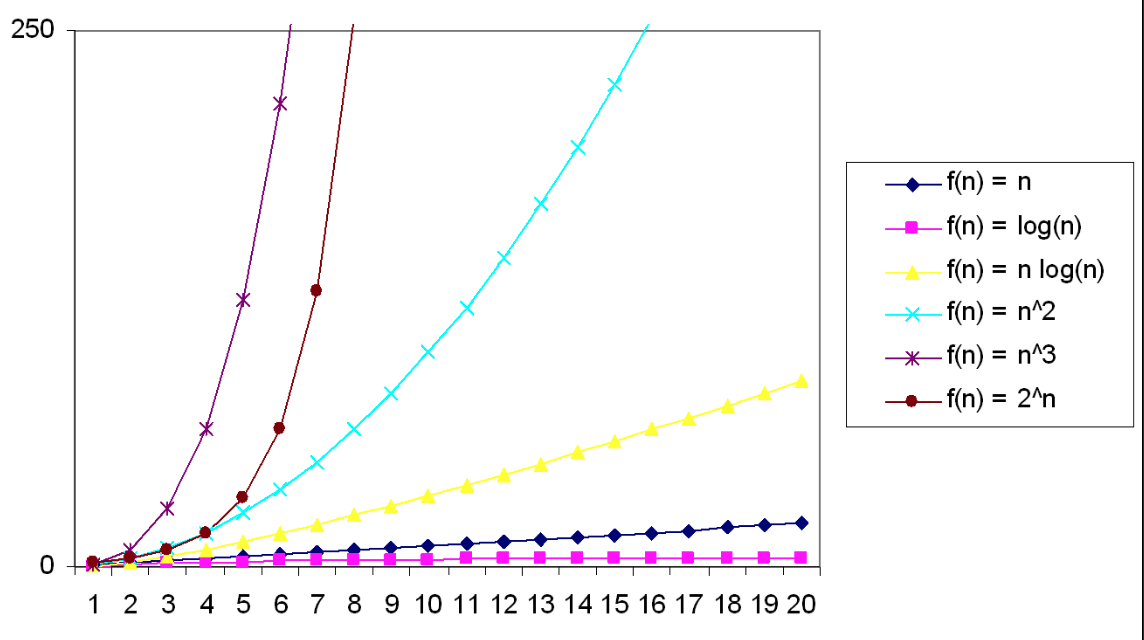 250
0
1 2 3 4 5 6 7 8 9 10 11 12 13 14 15 16 17 18 19 20
f(n) = n
f(n) = log(n)
f(n) = n log(n)
f(n) = n^2
f(n) = n^3
f(n) = 2^n